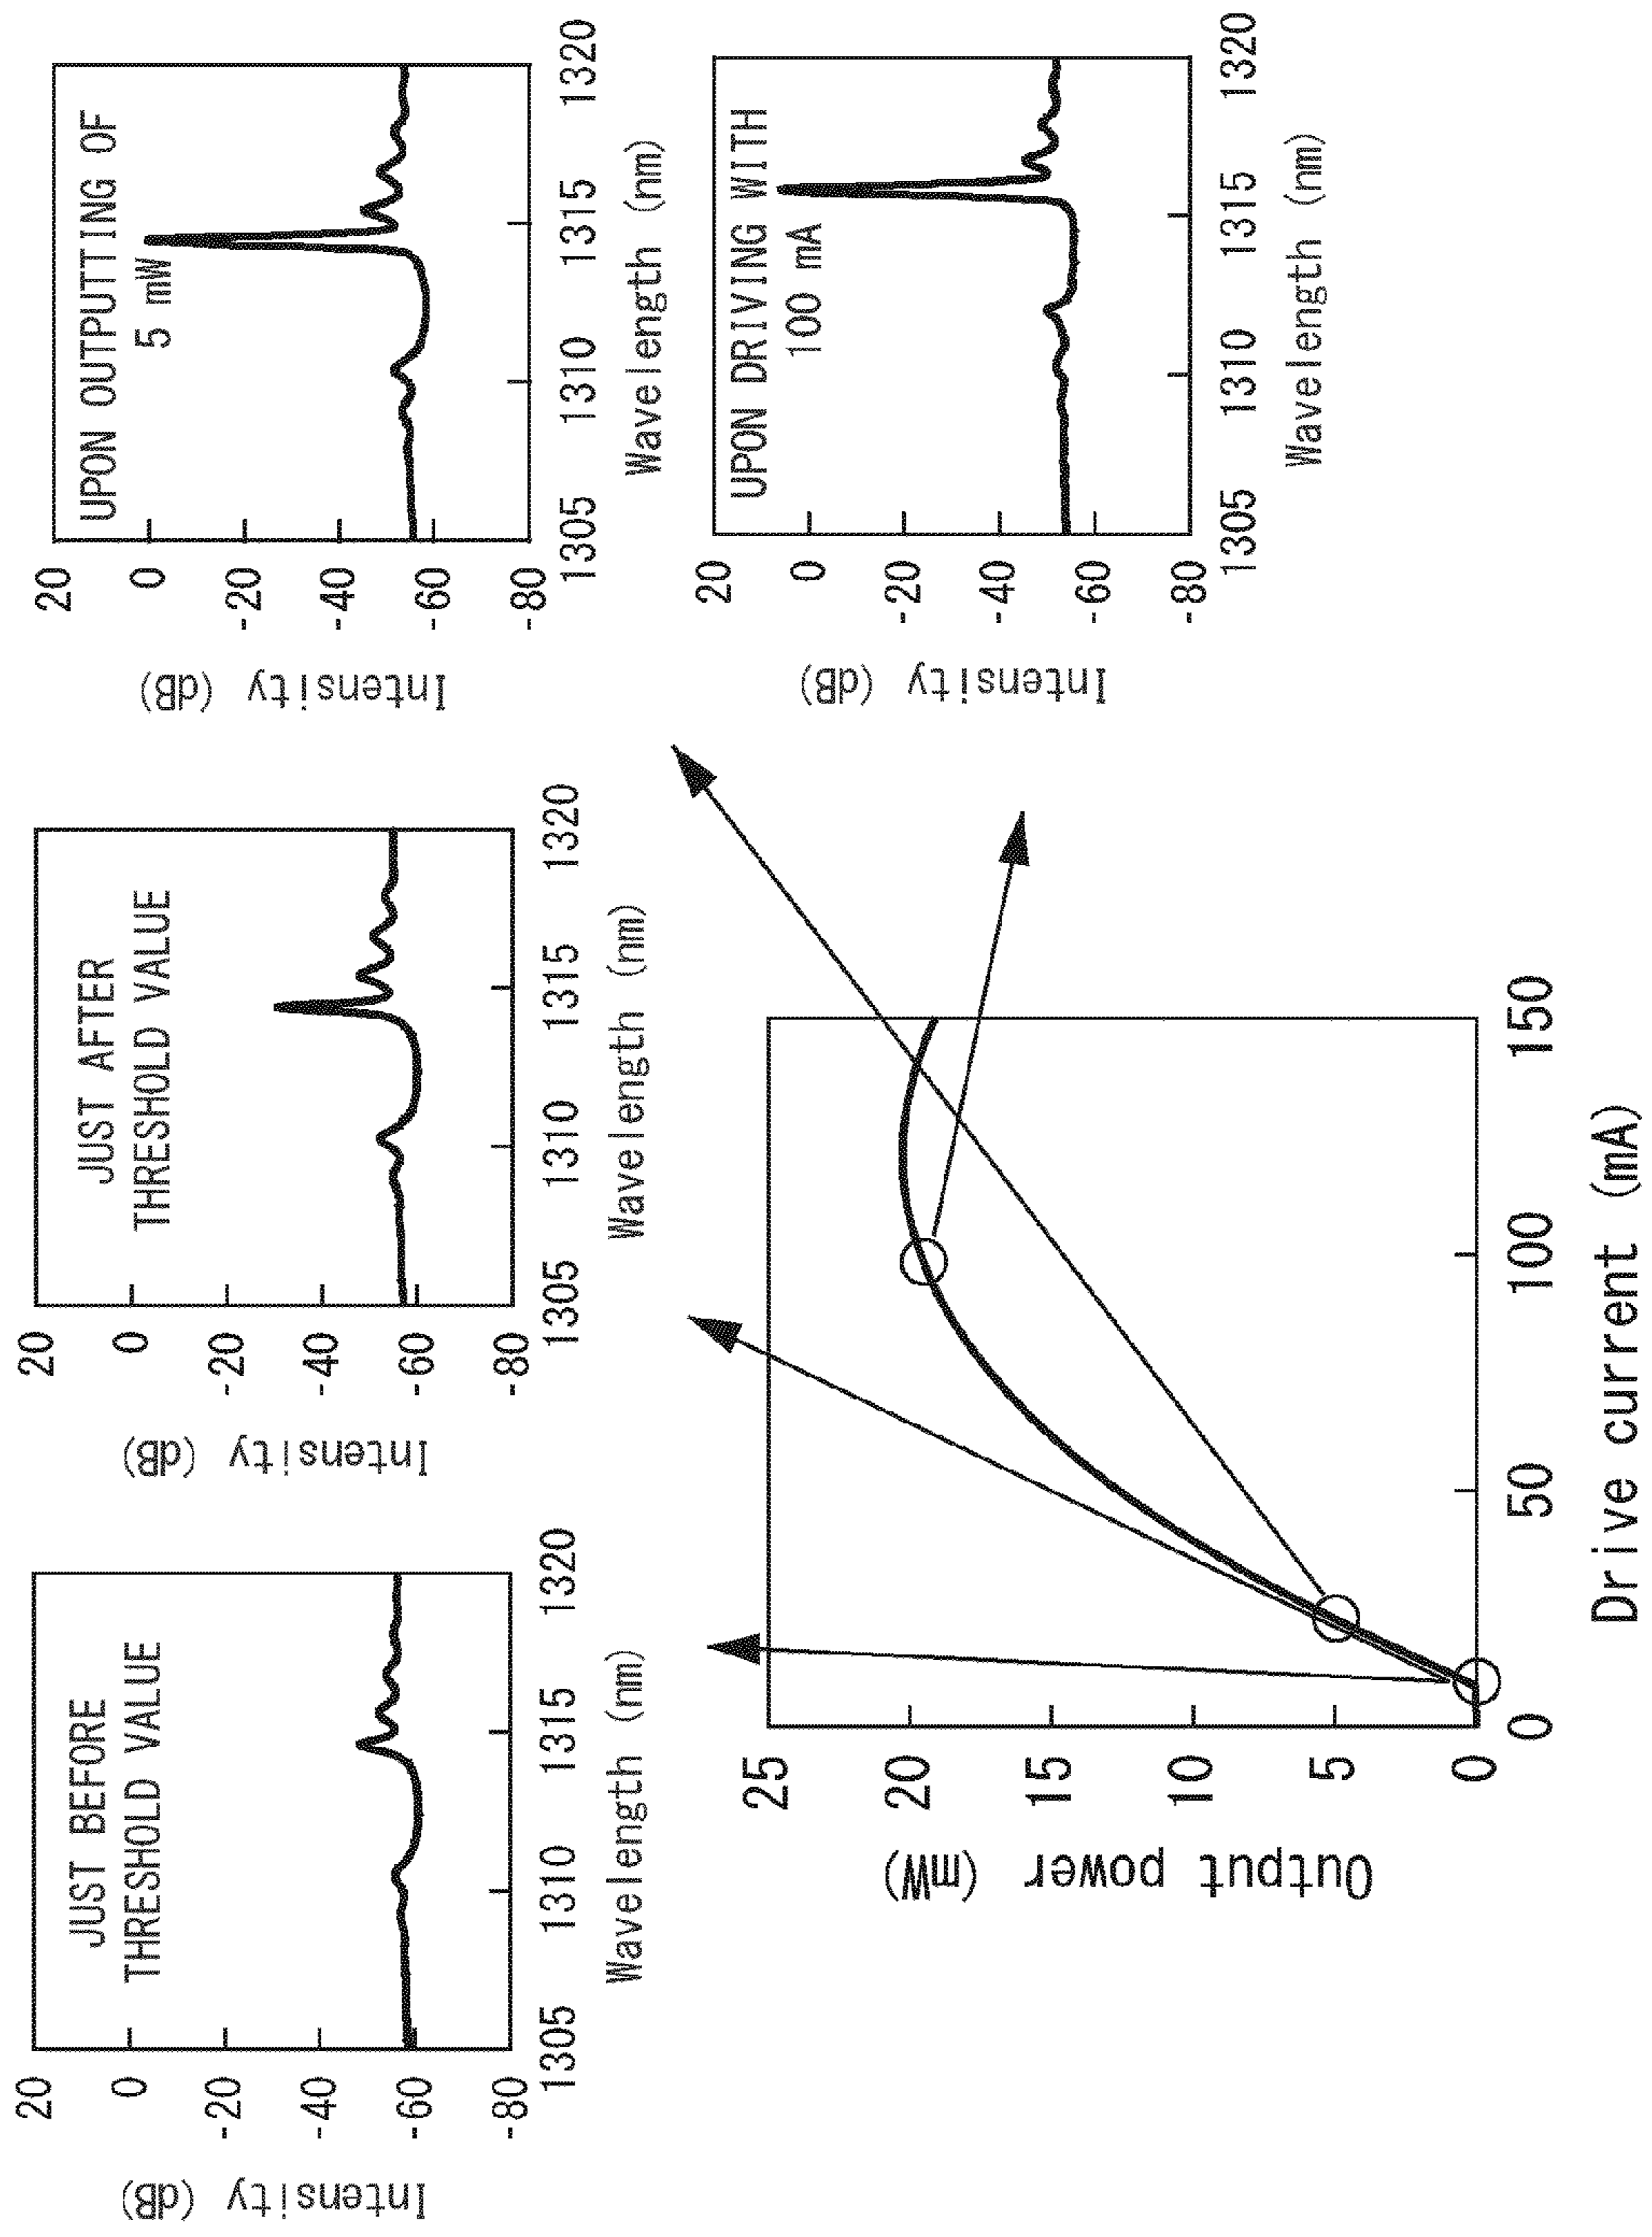 JUST BEFORE
THRESHOLD VALUE
20
0
-20
-40
-60
-80
Intensity (dB)
1305
1310
1315
1320
Wavelength (nm)
JUST AFTER
THRESHOLD VALUE
20
0
-20
-40
-60
-80
Intensity (dB)
1305
1310
1315
1320
Wavelength (nm)
UPON OUTPUTTING OF
5 mW
20
0
-20
-40
-60
-80
Intensity (dB)
1305
1310
1315
1320
Wavelength (nm)
25
20
15
10
5
0
Output power (mW)
0
50
100
150
Drive current (mA)
UPON DRIVING WITH
100 mA
20
0
-20
-40
-60
-80
Intensity (dB)
1305
1310
1315
1320
Wavelength (nm)